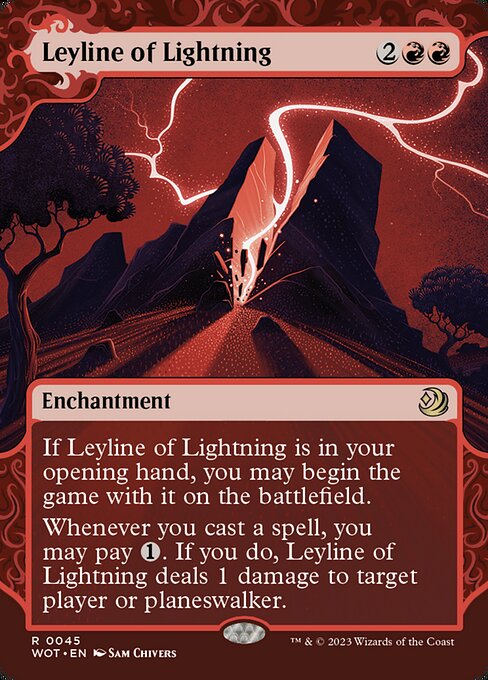 Leyline of Lightning 2
Enchantment
If Leyline of Lightning is in your
opening hand, you may begin the
game with it on the battlefield.
Whenever you cast a spell, you
may pay 1. If you do, Leyline of
Lightning deals 1 damage to target
player or planeswalker.
R 0045
WOT • EN Sam Chivers
™ & © 2023 Wizards of the Coast